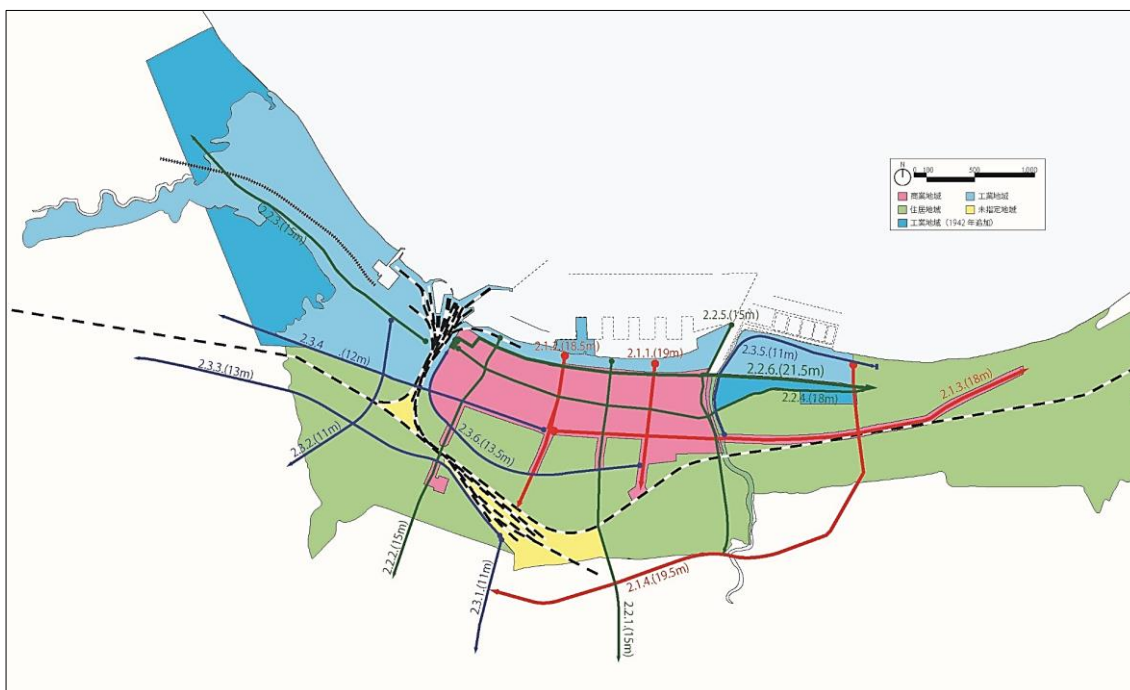 N
0 100 500 1,000
商業地域
工業地域
住居地域
未指定地域
工業地域 (1942年追加)
2.2.3.(15m)
2.3.4 .(12m)
2.3.3.(13m)
2.3.2.(11m)
2.3.6.(13.5m)
2.1.2.(18.5m)
2.1.1.(19m)
2.2.5.(15m)
2.3.5.(11m)
2.2.6.(21.5m)
2.2.4.(18m)
2.1.3.(18m)
2.2.2.(15m)
2.3.1.(11m)
2.2.1.(15m)
2.1.4.(19.5m)